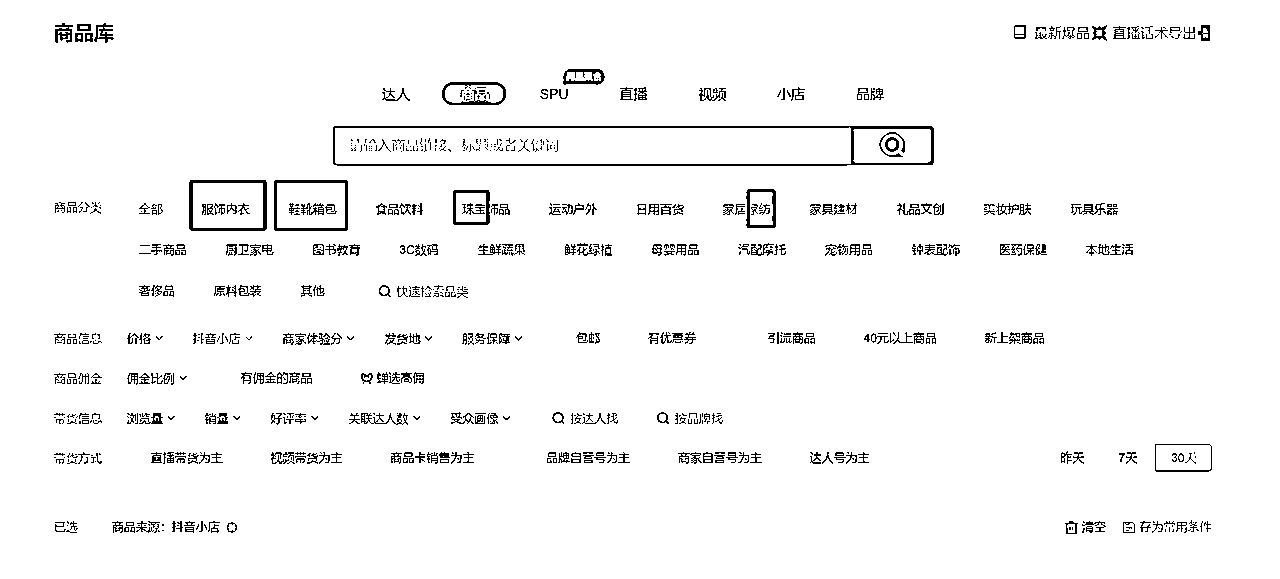 商品库
最新爆品 直播话术导出
达人 商品 SPU 直播 视频 小店 品牌
请输入商品链接、标题或者关键词
商品分类 全部 服饰内衣 鞋靴箱包 食品饮料 珠宝饰品 运动户外 日用百货 家居家纺 家具建材 礼品文创 美妆护肤 玩具乐器
二手商品 厨卫家电 图书教育 3C数码 生鲜蔬果 鲜花绿植 母婴用品 汽配摩托 宠物用品 钟表配饰 医药保健 本地生活
奢侈品 原料包装 其他 快速检索品类
商品信息 价格 抖音小店 商家体验分 发货地 服务保障 包邮 有优惠券 引流商品 40元以上商品 新上架商品
商品佣金 佣金比例 有佣金的商品 蝉选高佣
带货信息 浏览量 销量 好评率 关联达人数 受众画像 按达人找 按品牌找
带货方式 直播带货为主 视频带货为主 商品卡销售为主 品牌自营号为主 商家自营号为主 达人号为主 昨天 7天 30天
已选 商品来源：抖音小店 清空 存为常用条件